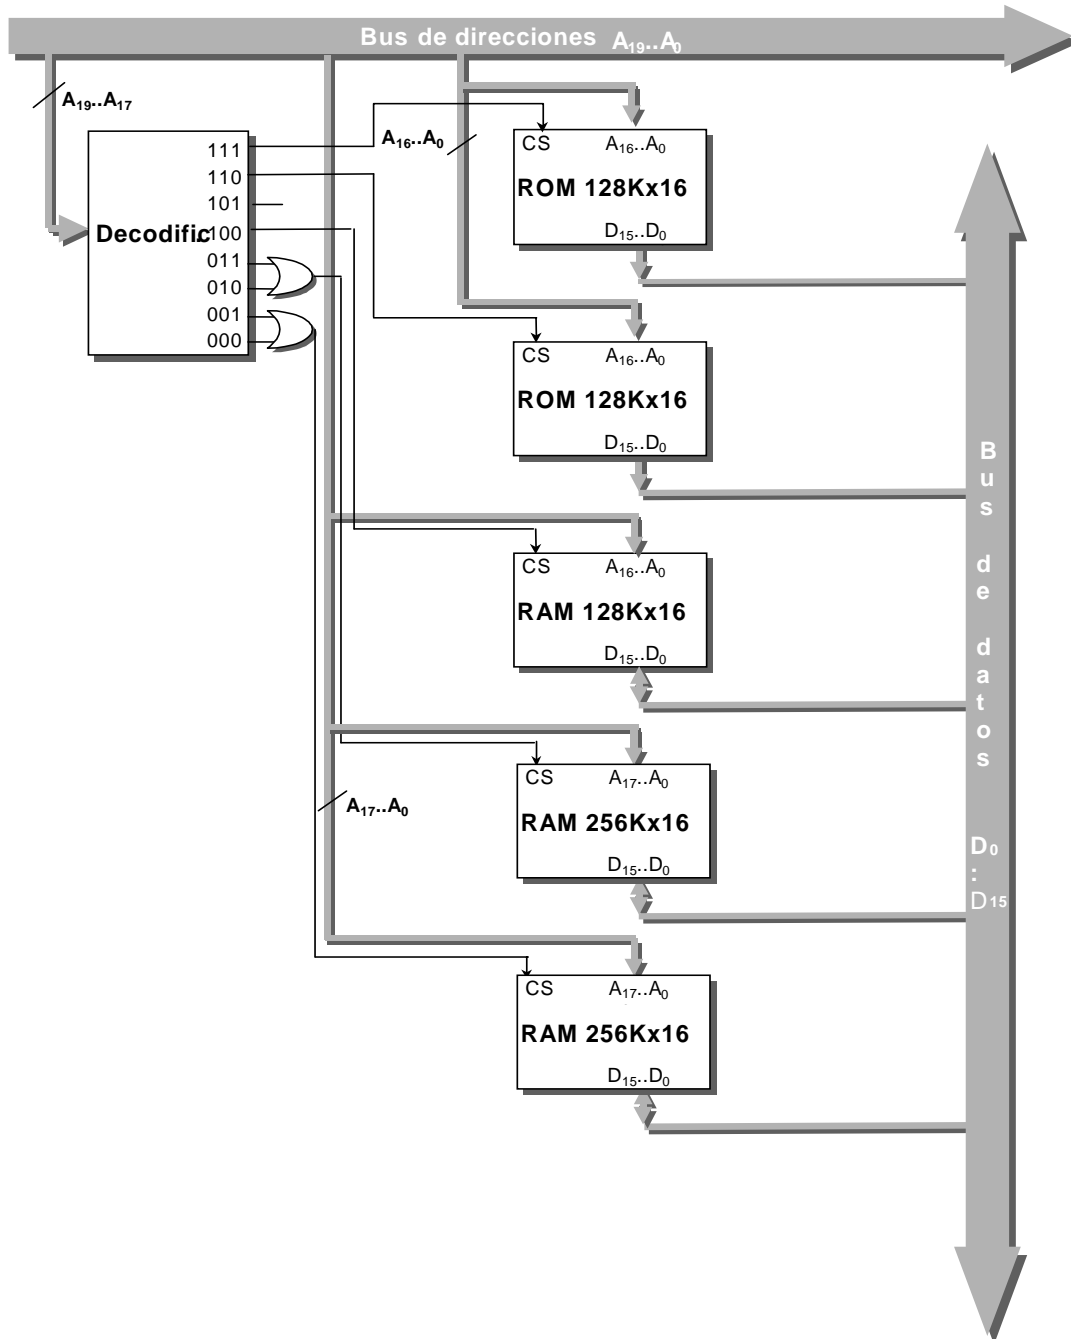 Bus de direcciones A19..A0
A19..A17
111
110
101
100
011
010
001
000
Decodific
A16..A0
CS A16..A0
ROM 128Kx16
D15..D0
CS A16..A0
ROM 128Kx16
D15..D0
CS A16..A0
RAM 128Kx16
D15..D0
A17..A0
CS A17..A0
RAM 256Kx16
D15..D0
CS A17..A0
RAM 256Kx16
D15..D0
Bus de datos
D0
:
D15